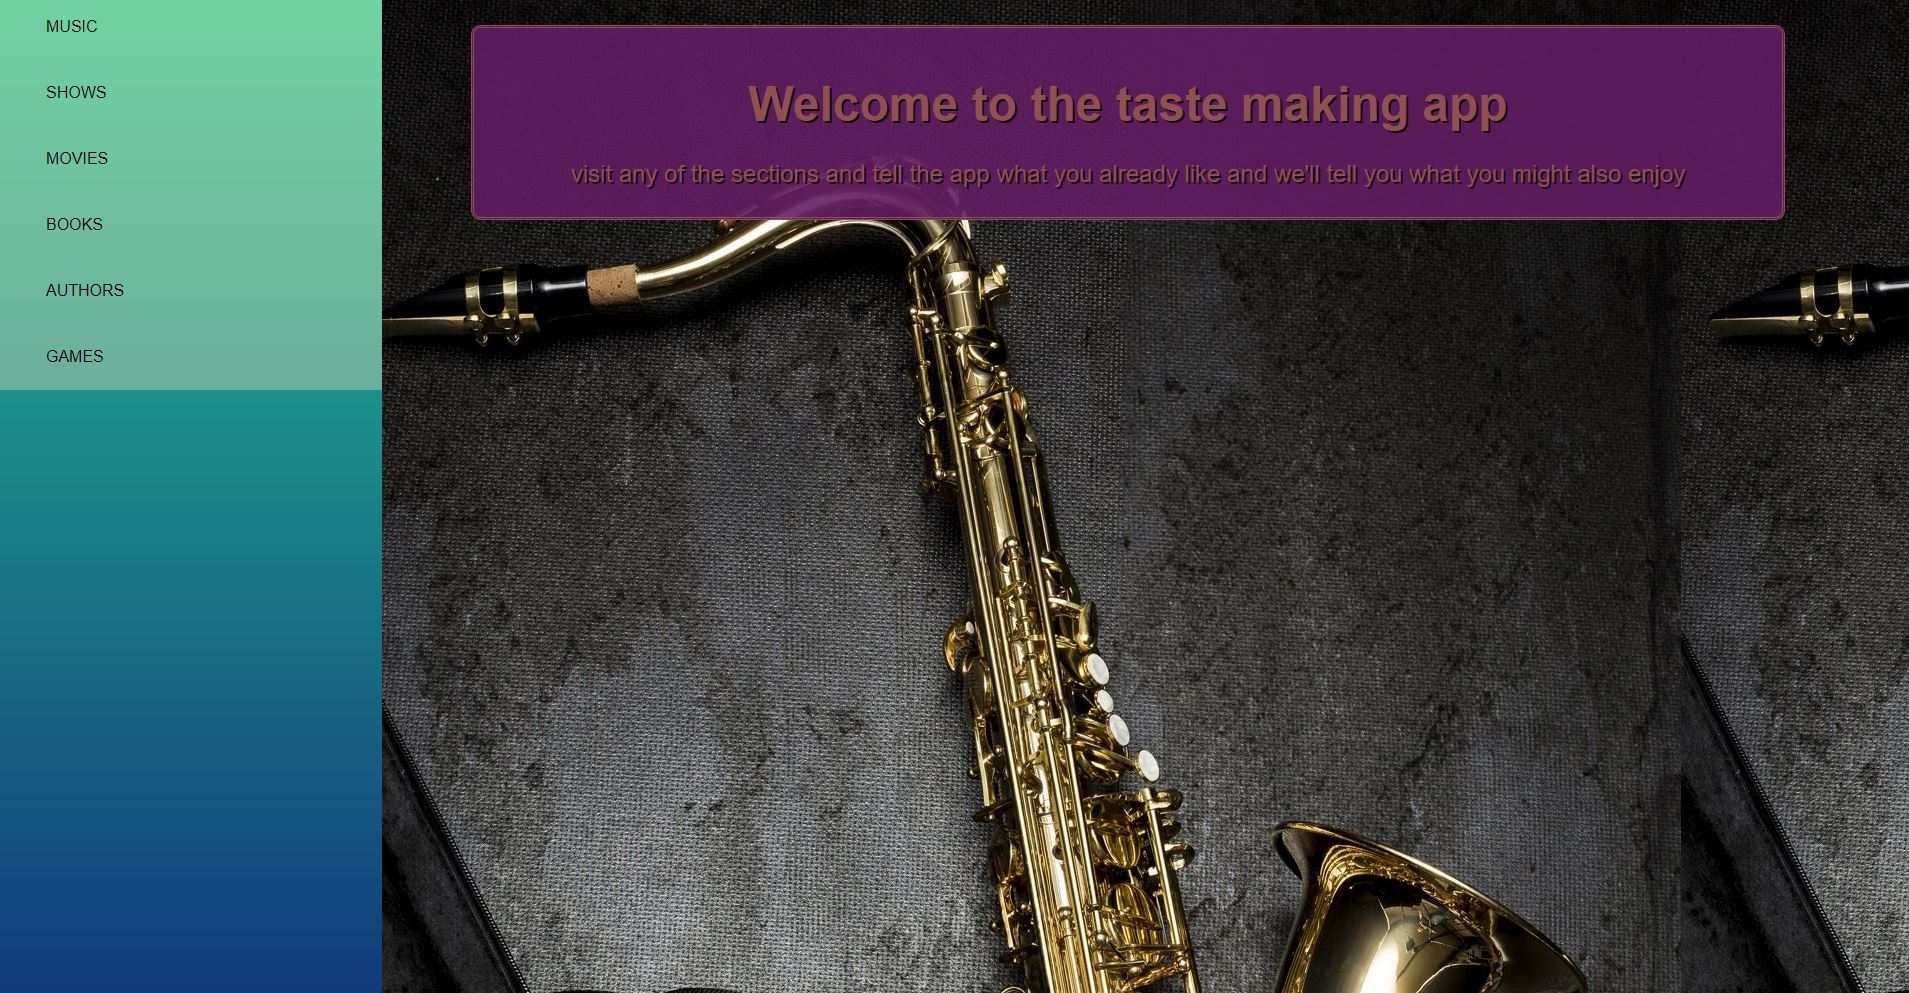 MUSIC
SHOWS
MOVIES
BOOKS
AUTHORS
GAMES
Welcome to the taste making app
visit any of the sections and tell the app what you already like and we'll tell you what you might also enjoy